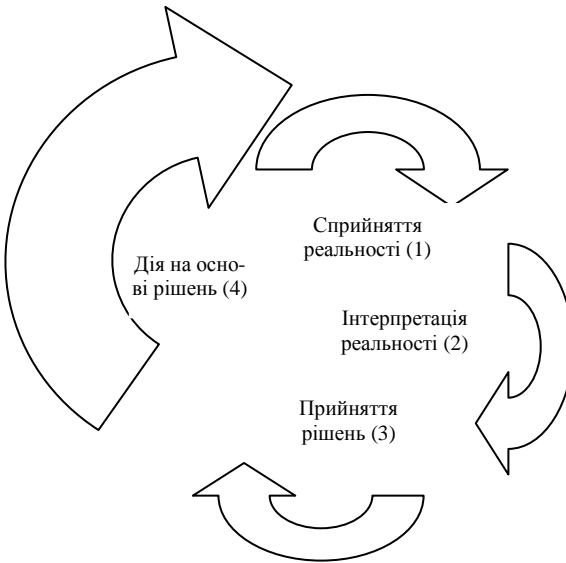 Сприйняття
реальності (1)
Дія на осно-
ві рішень (4)
Інтерпретація
реальності (2)
Прийняття
рішень (3)